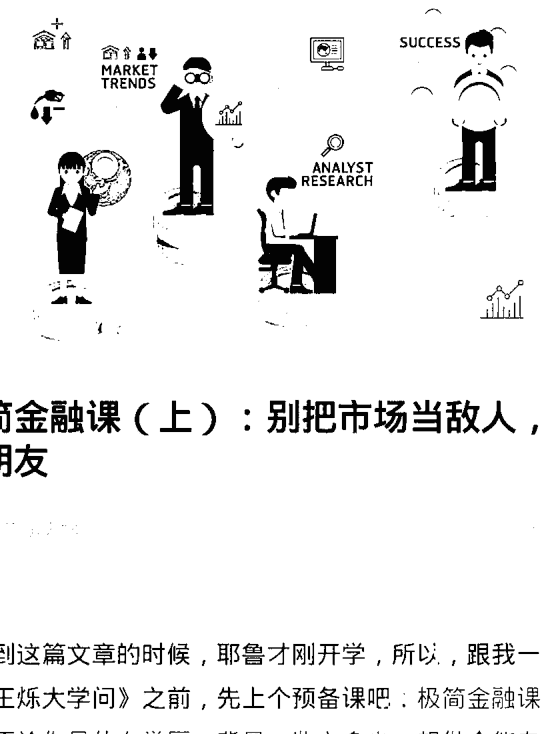 SUCCESS
MARKET
TRENDS
ANALYST
RESEARCH
简金融课（上）：别把市场当敌人，
朋友
到这篇文章的时候，耶鲁才刚开学，所以，跟我一
王烁大学问》之前，先上个预备课吧：极简金融课